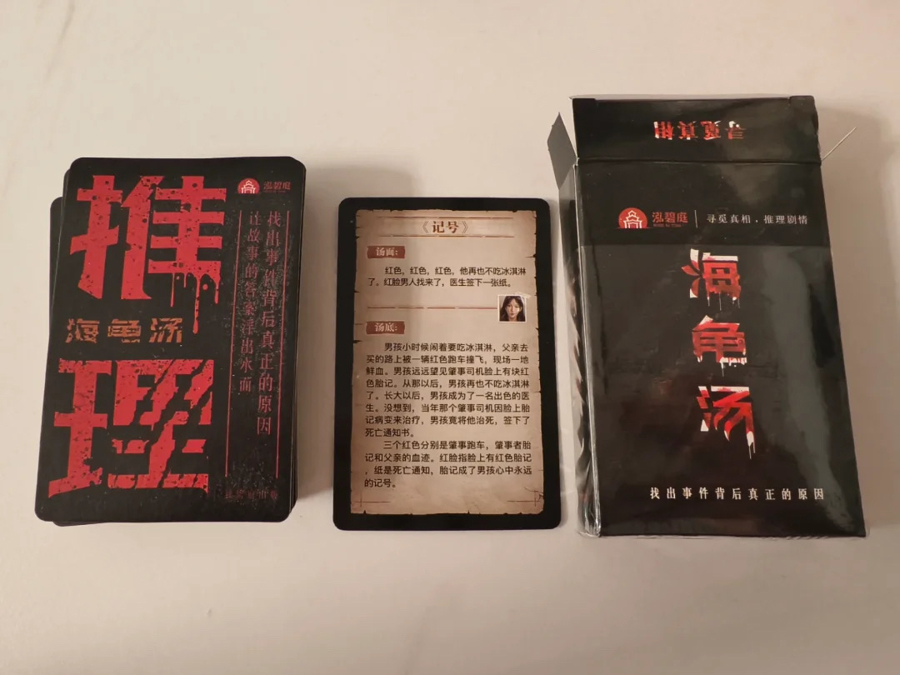 推理
海龟汤
泓碧庭
找出事件背后真正的原因
让故事的答案浮出水面
《记号》
汤面:
红色，红色，红色。他再也不吃冰淇淋
了。红脸男人找来了，医生签下一张纸。
汤底:
男孩小时候闹着要吃冰淇淋，父亲去
买的路上被一辆红色跑车撞飞，现场一地
鲜血。男孩远远望见肇事司机脸上有块红
色胎记。从那以后，男孩再也不吃冰淇淋
了。长大以后，男孩成为了一名出色的医
生。没想到，当年那个肇事司机因脸上胎
记病变来治疗，男孩竟将他治死，签下了
死亡通知书。
三个红色分别是肇事跑车，肇事者胎
记和父亲的血迹。红脸指脸上有红色胎记
，纸是死亡通知，胎记成了男孩心中永远
的记号。
寻觅真相
泓碧庭
寻觅真相，推理剧情
海龟汤
找出事件背后真正的原因